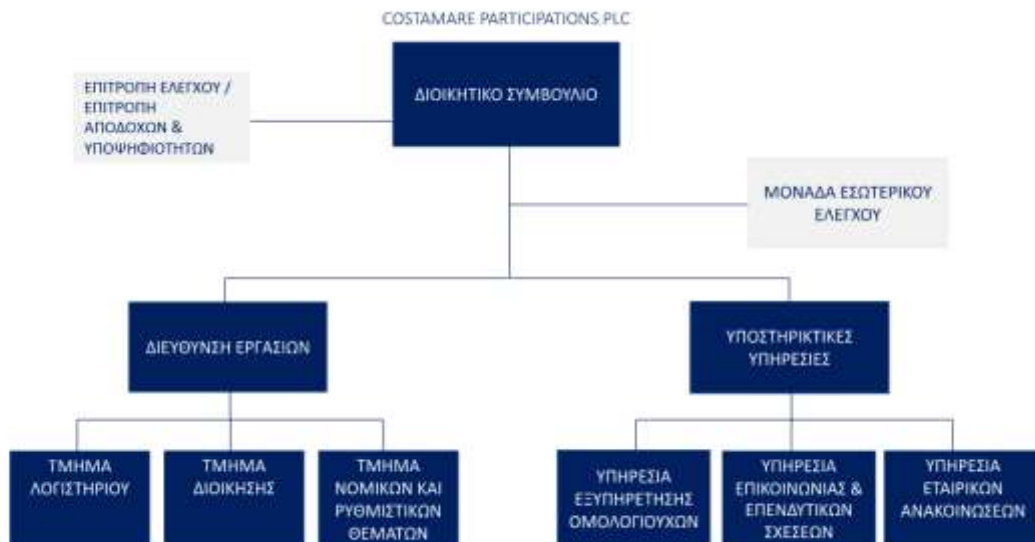 COSTAMARE PARTICIPATIONS PLC
ΔΙΟΙΚΗΤΙΚΟ ΣΥΜΒΟΥΛΙΟ
ΕΠΙΤΡΟΠΗ ΕΛΕΓΧΟΥ /
ΕΠΙΤΡΟΠΗ
ΑΠΟΔΟΧΩΝ &
ΥΠΟΨΗΦΙΟΤΗΤΩΝ
ΜΟΝΑΔΑ ΕΣΩΤΕΡΙΚΟΥ
ΕΛΕΓΧΟΥ
ΔΙΕΥΘΥΝΣΗ ΕΡΓΑΣΙΩΝ
ΥΠΟΣΤΗΡΙΚΤΙΚΕΣ
ΥΠΗΡΕΣΙΕΣ
ΤΜΗΜΑ
ΛΟΓΙΣΤΗΡΙΟΥ
ΤΜΗΜΑ
ΔΙΟΙΚΗΣΗΣ
ΤΜΗΜΑ
ΝΟΜΙΚΩΝ ΚΑΙ
ΡΥΘΜΙΣΤΙΚΩΝ
ΘΕΜΑΤΩΝ
ΥΠΗΡΕΣΙΑ
ΕΞΥΠΗΡΕΤΗΣΗΣ
ΟΜΟΛΟΓΙΟΥΧΩΝ
ΥΠΗΡΕΣΙΑ
ΕΠΙΚΟΙΝΩΝΙΑΣ &
ΕΠΕΝΔΥΤΙΚΩΝ
ΣΧΕΣΕΩΝ
ΥΠΗΡΕΣΙΑ
ΕΤΑΙΡΙΚΩΝ
ΑΝΑΚΟΙΝΩΣΕΩΝ